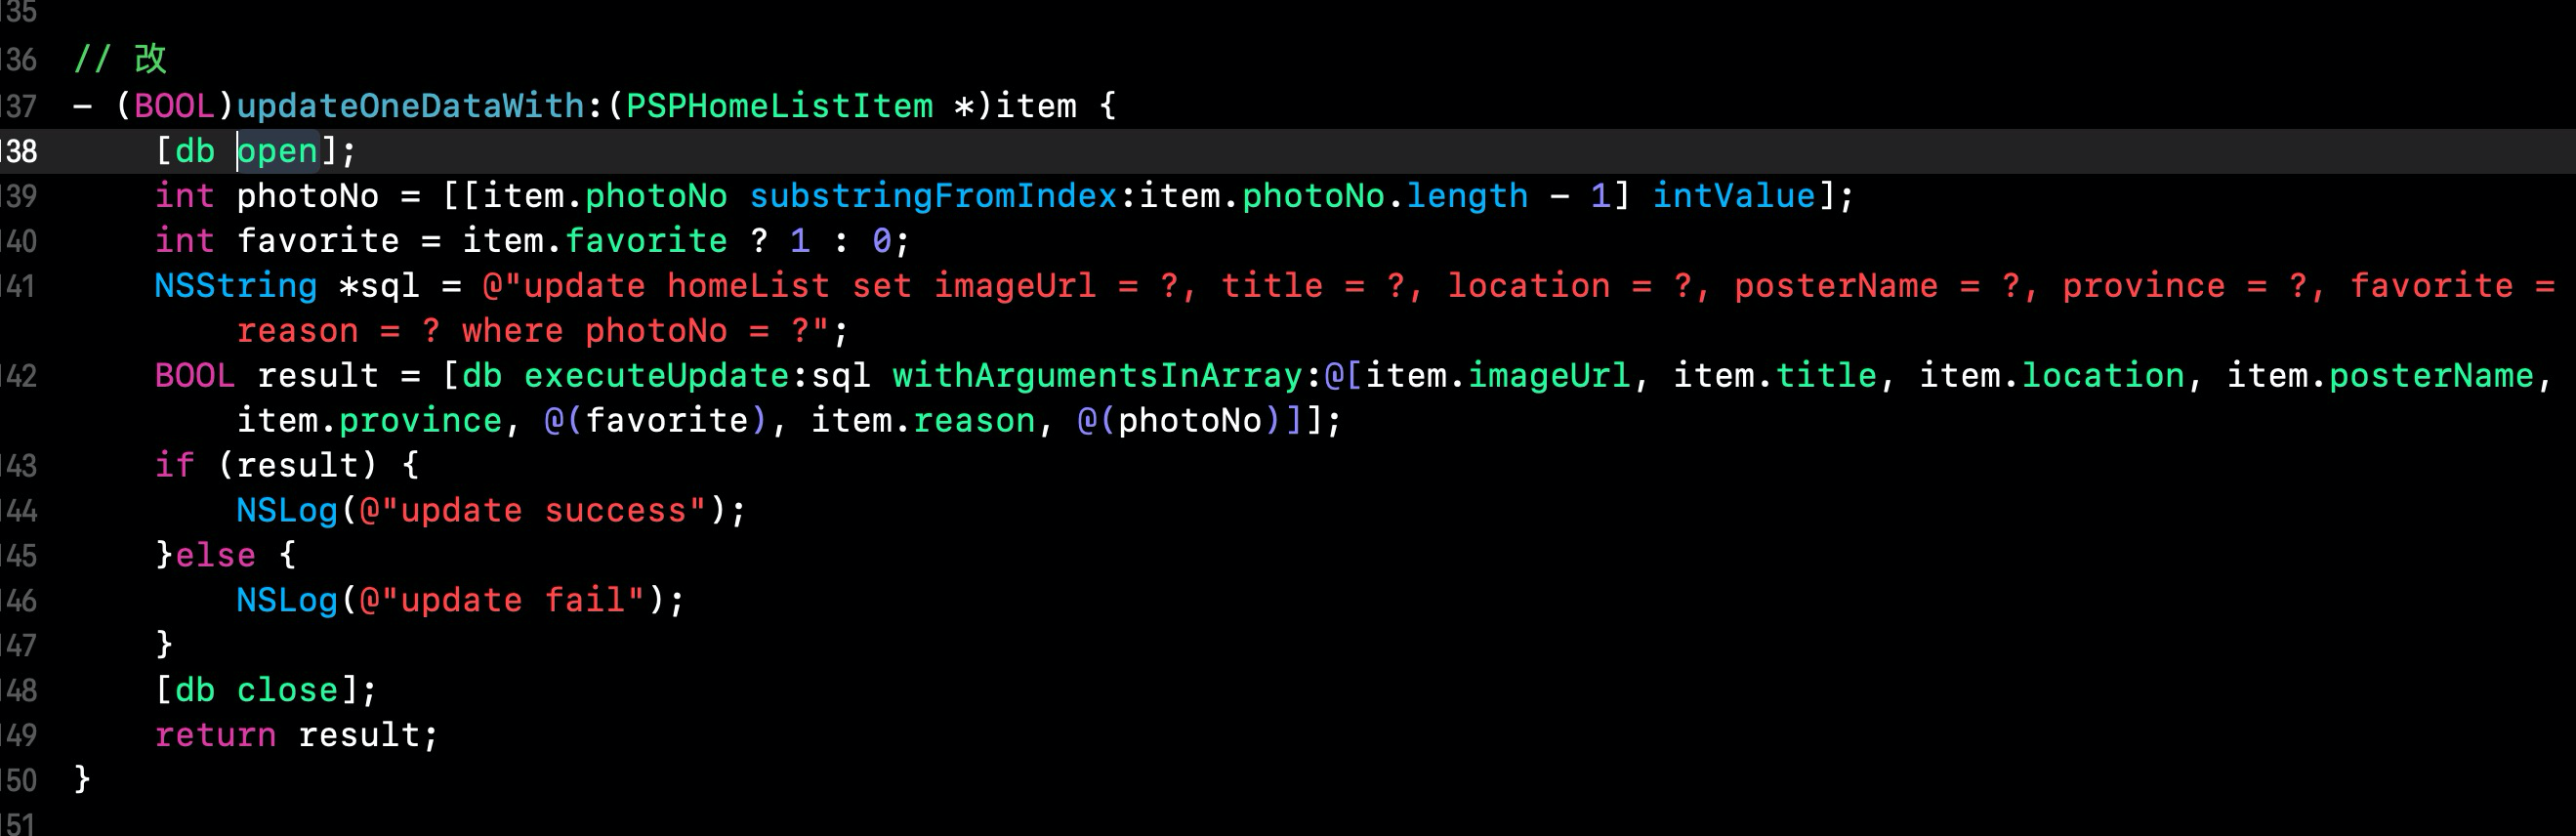 135
136 // 改
137 - (BOOL)updateOneDataWith:(PSPHomeListItem *)item {
138 [db open];
139 int photoNo = [[item.photoNo substringFromIndex:item.photoNo.length - 1] intValue];
140 int favorite = item.favorite ? 1 : 0;
141 NSString *sql = @"update homeList set imageUrl = ?, title = ?, location = ?, posterName = ?, province = ?, favorite =
reason = ? where photoNo = ?";
142 BOOL result = [db executeUpdate:sql withArgumentsInArray:@[item.imageUrl, item.title, item.location, item.posterName,
item.province, @(favorite), item.reason, @(photoNo)]];
143 if (result) {
144 NSLog(@"update success");
145 }else {
146 NSLog(@"update fail");
147 }
148 [db close];
149 return result;
150 }
151